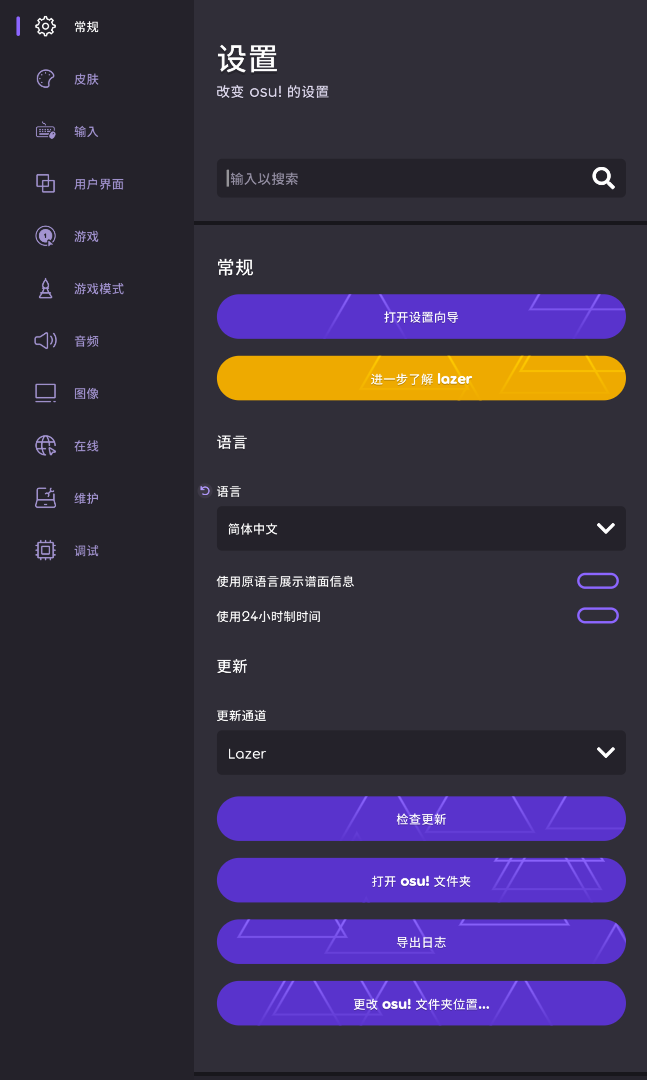 常规
皮肤
输入
用户界面
游戏
游戏模式
音频
图像
在线
维护
调试
设置
改变 osu! 的设置
输入以搜索
常规
打开设置向导
进一步了解 lazer
语言
语言
简体中文
使用原语言展示谱面信息
使用24小时制时间
更新
更新通道
Lazer
检查更新
打开 osu! 文件夹
导出日志
更改 osu! 文件夹位置...